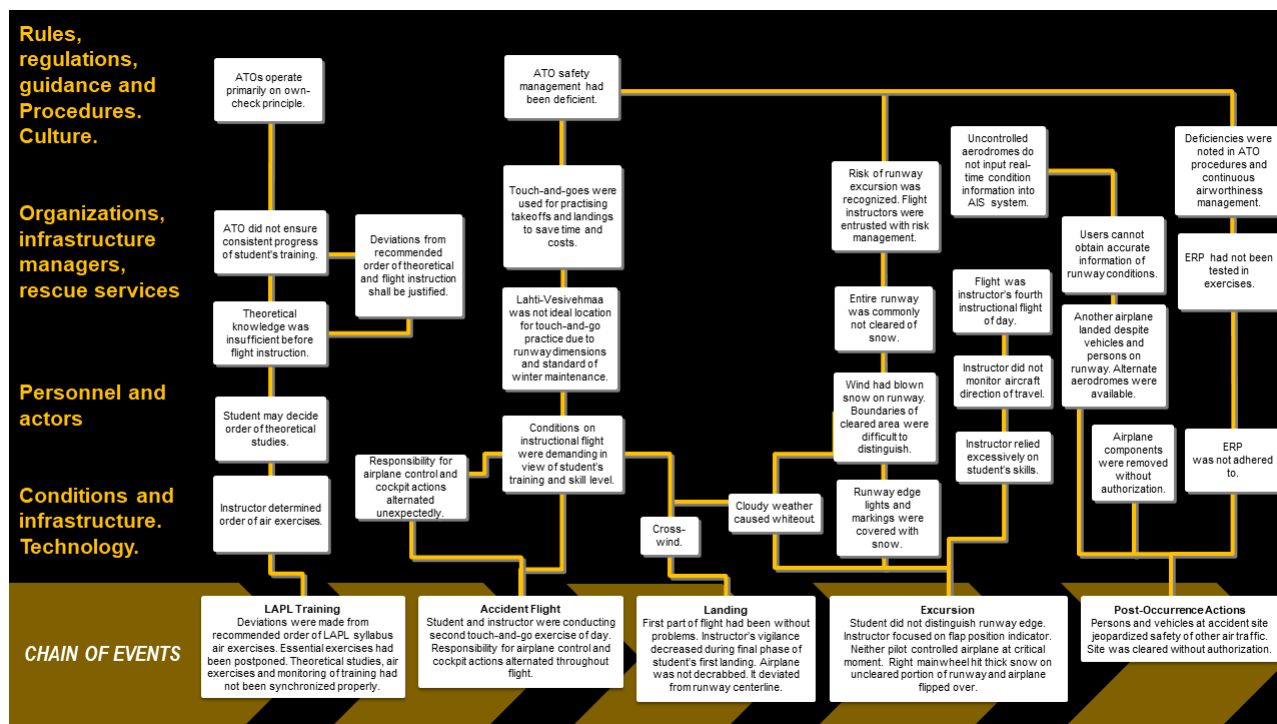 Rules,
regulations,
guidance and
Procedures.
Culture.
Organizations,
infrastructure
managers,
rescue services
Personnel and
actors
Conditions and
infrastructure.
Technology.
ATOs operate
primarily on own-
check principle.
ATO did not ensure
consistent progress
of student's training.
Deviations from
recommended
order of theoretical
and flight instruction
shall be justified.
Theoretical
knowledge was
insufficient before
flight instruction.
Student may decide
order of theoretical
studies.
Instructor determined
order of air exercises.
ATO safety
management had
been deficient.
Touch-and-goes were
used for practising
takeoffs and landings
to save time and
costs.
Lahti-Vesivehmaa
was not ideal location
for touch-and-go
practice due to
runway dimensions
and standard of
winter maintenance.
Conditions on
instructional flight
were demanding in
view of student's
training and skill level.
Responsibility for
airplane control and
cockpit actions
alternated
unexpectedly.
Cross-
wind.
Cloudy weather
caused whiteout.
Risk of runway
excursion was
recognized. Flight
instructors were
entrusted with risk
management.
Entire runway
was commonly
not cleared of
snow.
Wind had blown
snow on runway.
Boundaries of
cleared area were
difficult to
distinguish.
Runway edge
lights and
markings were
covered with
snow.
Uncontrolled
aerodromes do
not input real-
time condition
information into
AIS system.
Flight was
instructor's fourth
instructional flight
of day.
Instructor did not
monitor aircraft
direction of travel.
Instructor relied
excessively on
student's skills.
Users cannot
obtain accurate
information of
runway conditions.
Another airplane
landed despite
vehicles and
persons on
runway. Alternate
aerodromes were
available.
Airplane
components
were removed
without
authorization.
Deficiencies were
noted in ATO
procedures and
continuous
airworthiness
management.
ERP had not been
tested in
exercises.
ERP
was not adhered
to.
CHAIN OF EVENTS
LAPL Training
Deviations were made from
recommended order of LAPL syllabus
air exercises. Essential exercises had
been postponed. Theoretical studies, air
exercises and monitoring of training had
not been synchronized properly.
Accident Flight
Student and instructor were conducting
second touch-and-go exercise of day.
Responsibility for airplane control and
cockpit actions alternated throughout
flight.
Landing
First part of flight had been without
problems. Instructor's vigilance
decreased during final phase of
student's first landing. Airplane
was not decrabbed. It deviated
from runway centerline.
Excursion
Student did not distinguish runway edge.
Instructor focused on flap position indicator.
Neither pilot controlled airplane at critical
moment. Right main wheel hit thick snow on
uncleared portion of runway and airplane
flipped over.
Post-Occurrence Actions
Persons and vehicles at accident site
jeopardized safety of other air traffic.
Site was cleared without authorization.